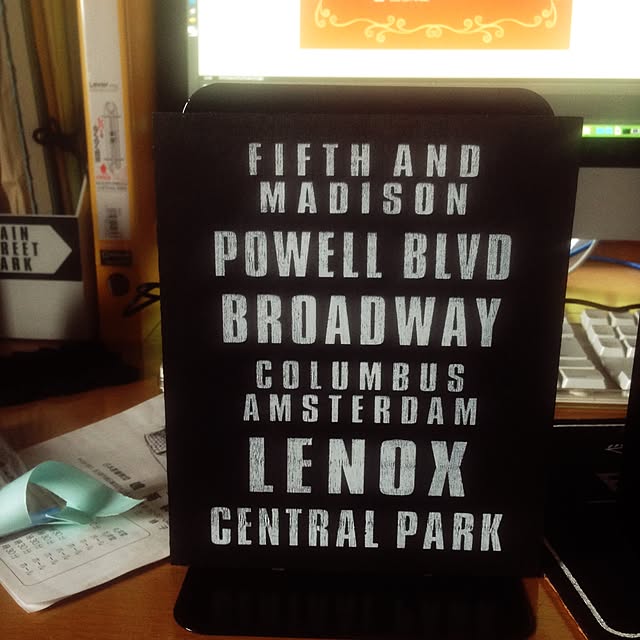 FIFTH AND
MADISON
POWELL BLVD
BROADWAY
COLUMBUS
AMSTERDAM
LENOX
CENTRAL PARK
AIN
REET
ARK